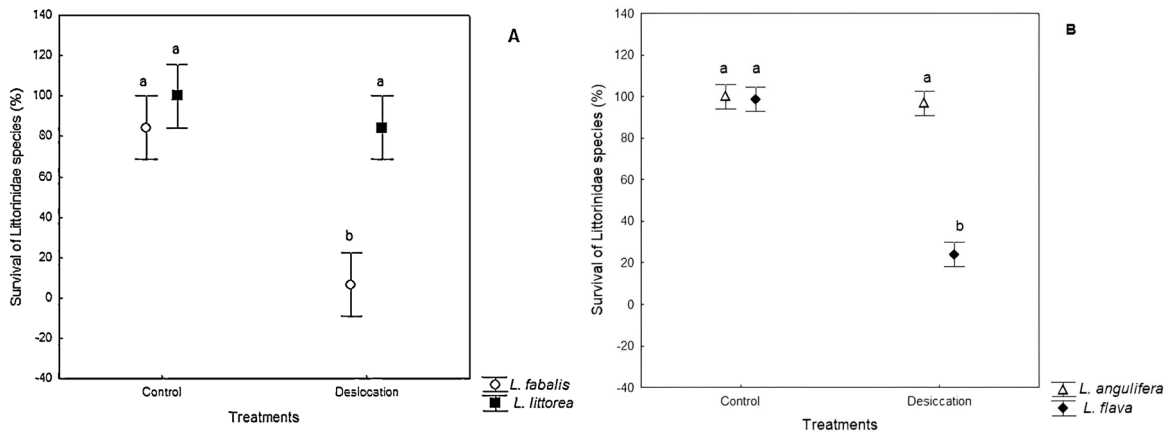 A
140
120
100
80
60
40
20
0
-20
-40
Survival of Littorinidae species (%)
a
a
a
b
Control
Deslocation
Treatments
L. fabalis
L. littorea
B
140
120
100
80
60
40
20
0
-20
-40
Survival of Littorinidae species (%)
a
a
a
b
Control
Desiccation
Treatments
L. angulifera
L. flava